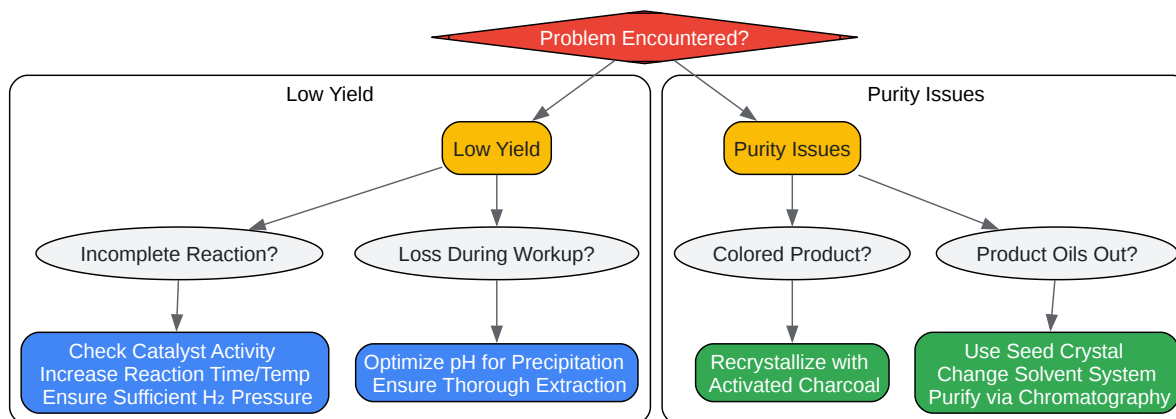 Problem Encountered?
Low Yield
Purity Issues
Low Yield
Purity Issues
Incomplete Reaction?
Loss During Workup?
Colored Product?
Product Oils Out?
Check Catalyst Activity
Increase Reaction Time/Temp
Ensure Sufficient H₂ Pressure
Optimize pH for Precipitation
Ensure Thorough Extraction
Recrystallize with
Activated Charcoal
Use Seed Crystal
Change Solvent System
Purify via Chromatography